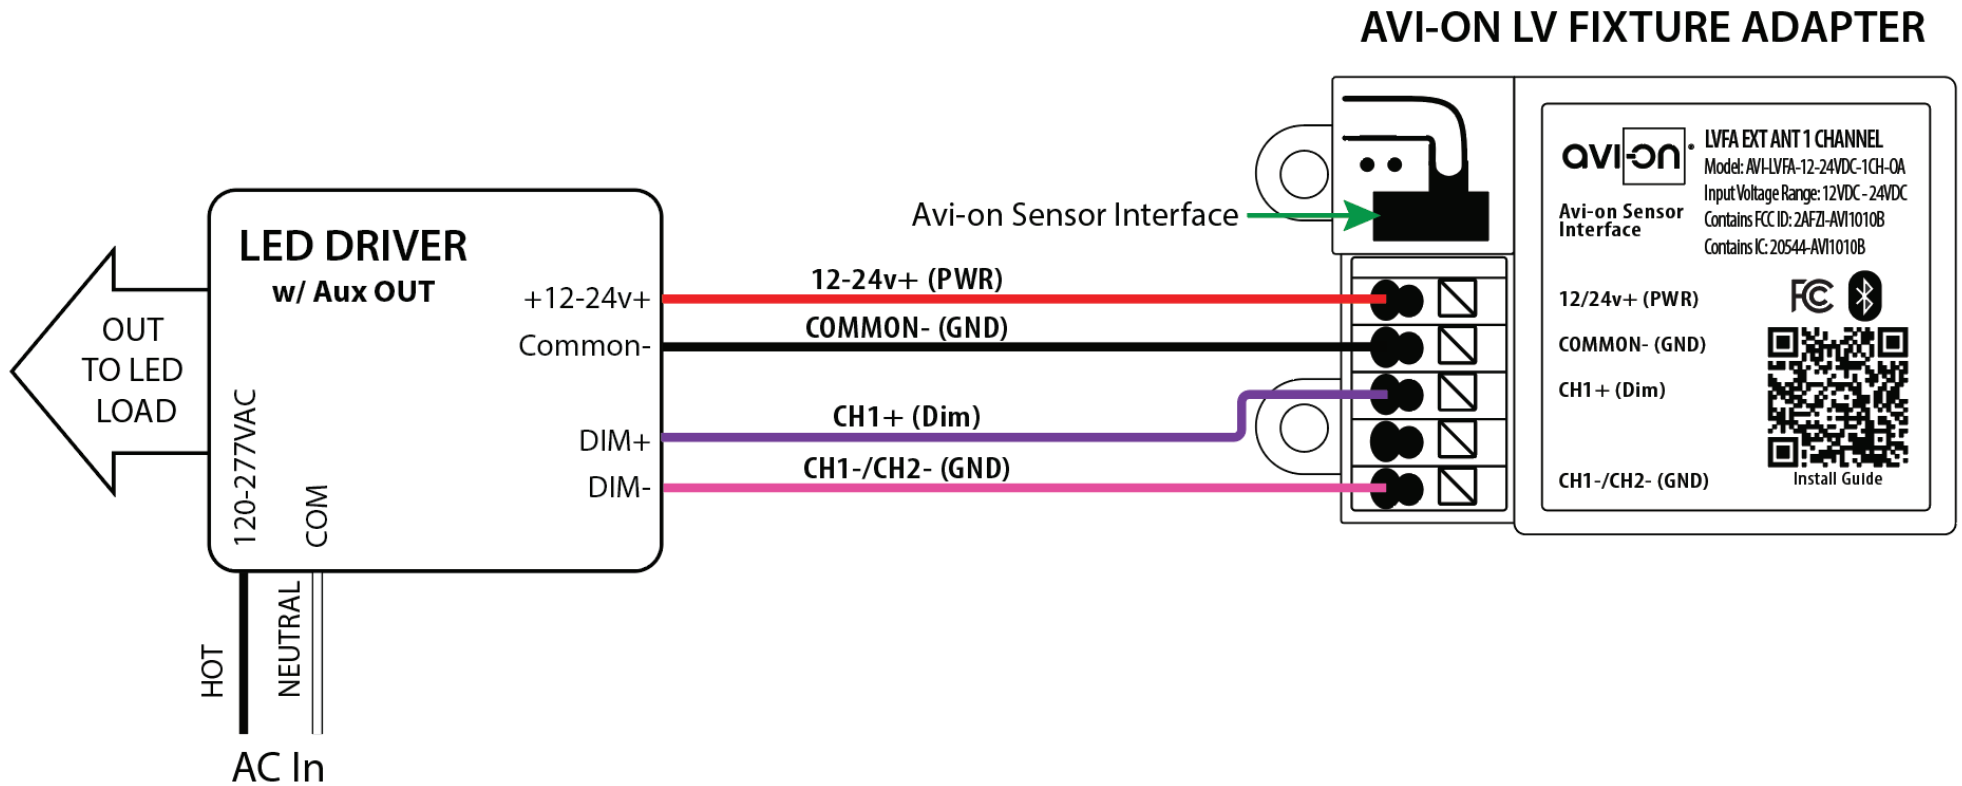 AVI-ON LV FIXTURE ADAPTER
avi-on
LVFA EXT ANT 1 CHANNEL
Model: AVI-LVFA-12-24VDC-1CH-OA
Input Voltage Range: 12VDC - 24VDC
Contains FCC ID: 2AFZI-AVI1010B
Contains IC: 20544-AVI1010B
Avi-on Sensor
Interface
Avi-on Sensor Interface
LED DRIVER
w/ Aux OUT
+12-24v+
Common-
DIM+
DIM-
12-24v+ (PWR)
COMMON- (GND)
CH1+ (Dim)
CH1-/CH2- (GND)
12/24v+ (PWR)
COMMON- (GND)
CH1+ (Dim)
CH1-/CH2- (GND)
FC
Install Guide
OUT
TO LED
LOAD
120-277VAC
COM
HOT
NEUTRAL
AC In